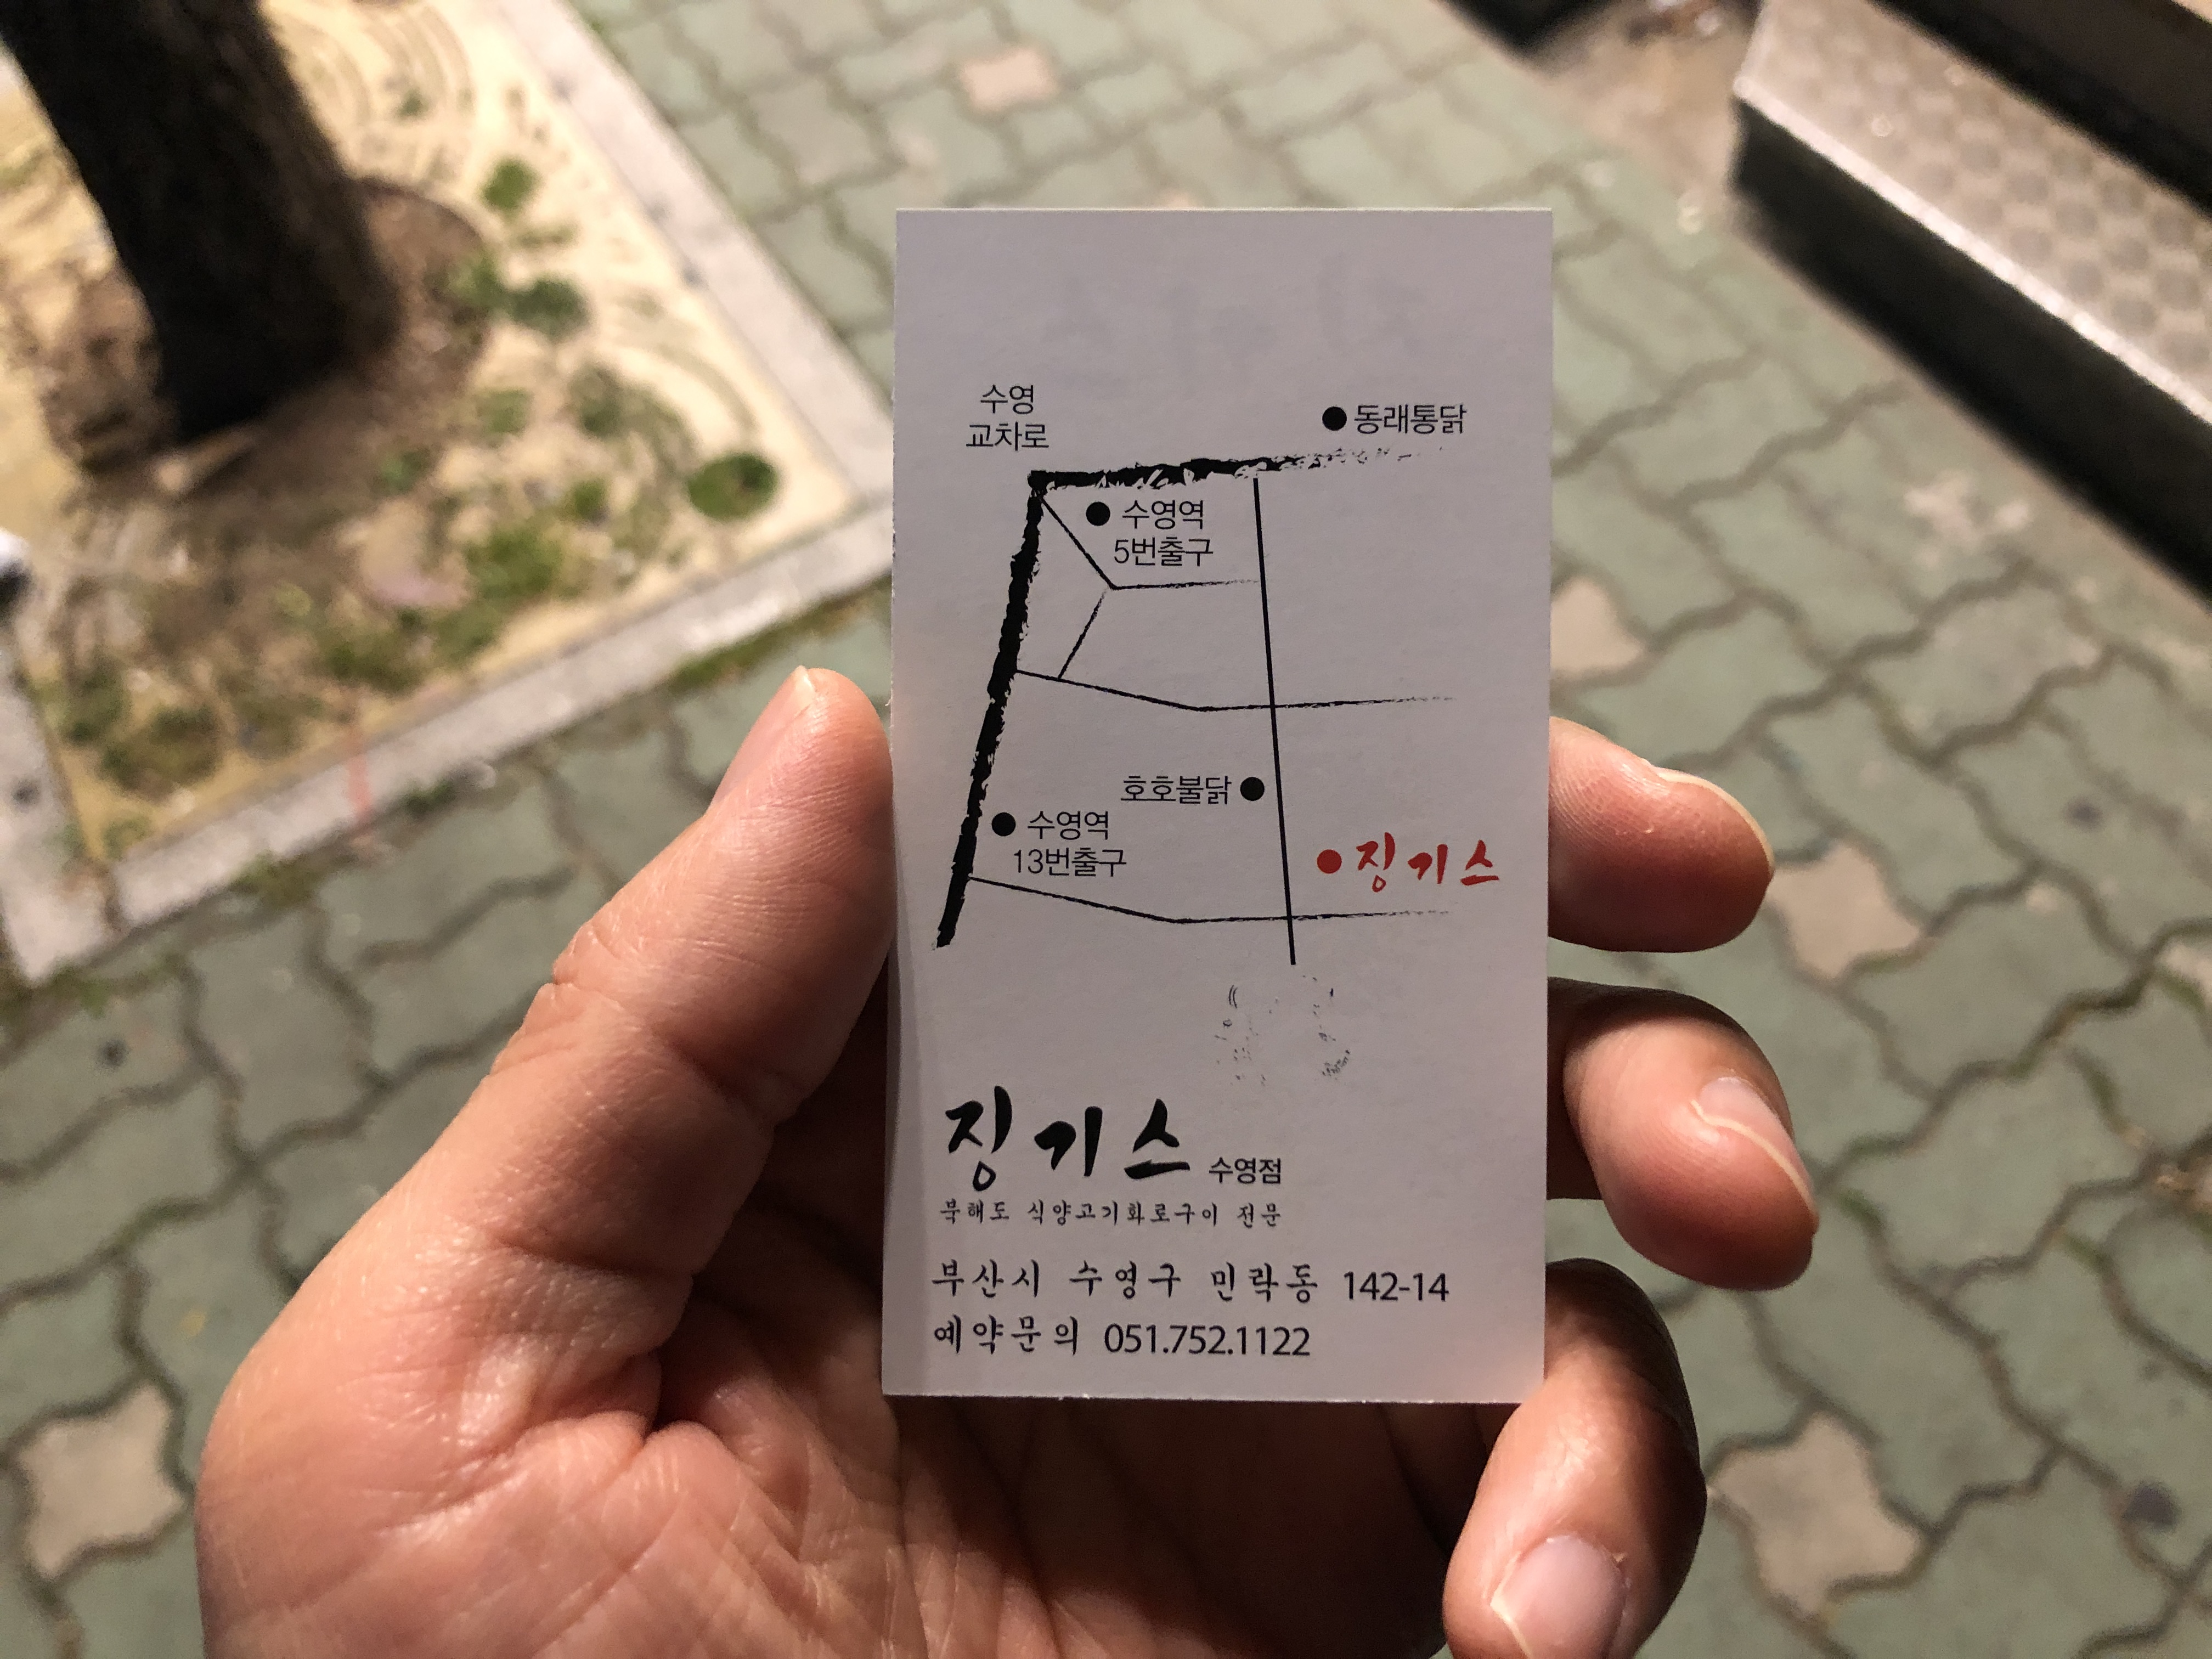 수영
교차로
동래통닭
수영역
5번출구
호호불닭
수영역
13번출구
징기스
징기스 수영점
북해도 식양고기화로구이 전문
부산시 수영구 민락동 142-14
예약문의 051.752.1122